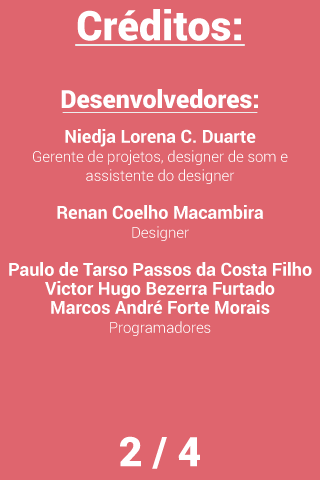 Créditos:
Desenvolvedores:
Niedja Lorena C. Duarte
Gerente de projetos, designer de som e
assistente do designer
Renan Coelho Macambira
Designer
Paulo de Tarso Passos da Costa Filho
Victor Hugo Bezerra Furtado
Marcos André Forte Morais
Programadores
2 / 4